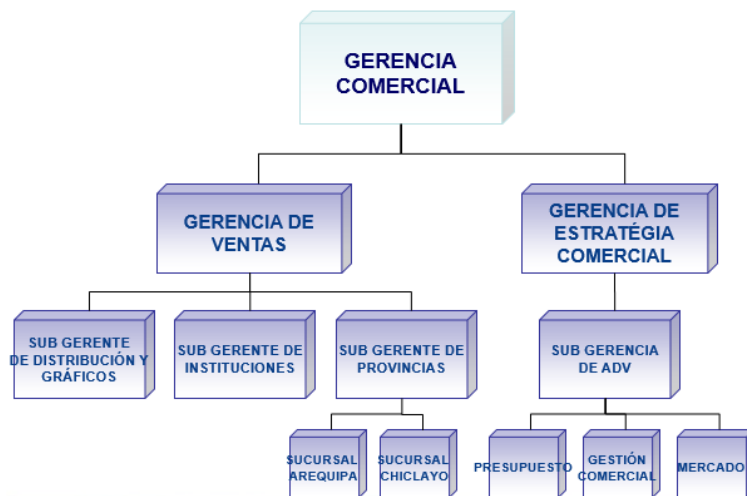 GERENCIA
COMERCIAL
GERENCIA DE
VENTAS
GERENCIA DE
ESTRATÉGIA
COMERCIAL
SUB GERENTE
DE DISTRIBUCIÓN Y
GRÁFICOS
SUB GERENTE DE
INSTITUCIONES
SUB GERENTE DE
PROVINCIAS
SUB GERENCIA
DE ADV
SUCURSAL
AREQUIPA
SUCURSAL
CHICLAYO
PRESUPUESTO
GESTIÓN
COMERCIAL
MERCADO